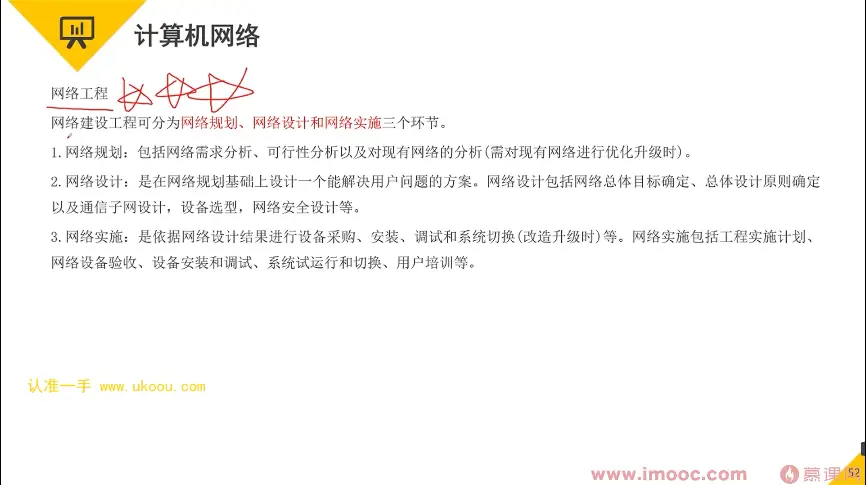 计算机网络
网络工程
网络建设工程可分为网络规划、网络设计和网络实施三个环节。
1.网络规划：包括网络需求分析、可行性分析以及对现有网络的分析(需对现有网络进行优化升级时)。
2.网络设计：是在网络规划基础上设计一个能解决用户问题的方案。网络设计包括网络总体目标确定、总体设计原则确定
以及通信子网设计，设备选型，网络安全设计等。
3.网络实施：是依据网络设计结果进行设备采购、安装、调试和系统切换(改造升级时)等。网络实施包括工程实施计划、
网络设备验收、设备安装和调试、系统试运行和切换、用户培训等。
认准一手 www.ukoou.com
www.imooc.com 慕课网
52